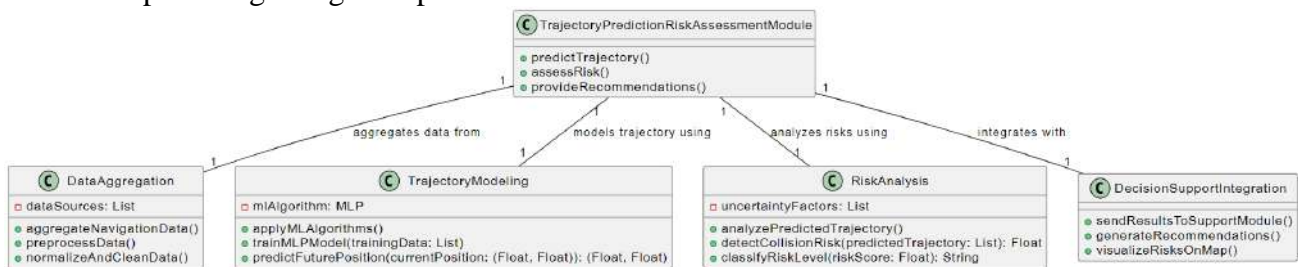 C TrajectoryPredictionRiskAssessmentModule
predictTrajectory()
assessRisk()
provideRecommendations()
1 1 1 1
aggregates data from models trajectory using analyzes risks using integrates with
1 1 1 1
C DataAggregation
dataSources: List
aggregateNavigationData()
preprocessData()
normalizeAndCleanData()
C TrajectoryModeling
mlAlgorithm: MLP
applyMLAlgorithms()
trainMLPModel(trainingData: List)
predictFuturePosition(currentPosition: (Float, Float)): (Float, Float)
C RiskAnalysis
uncertaintyFactors: List
analyzePredictedTrajectory()
detectCollisionRisk(predictedTrajectory: List): Float
classifyRiskLevel(riskScore: Float): String
C DecisionSupportIntegration
sendResultsToSupportModule()
generateRecommendations()
visualizeRisksOnMap()